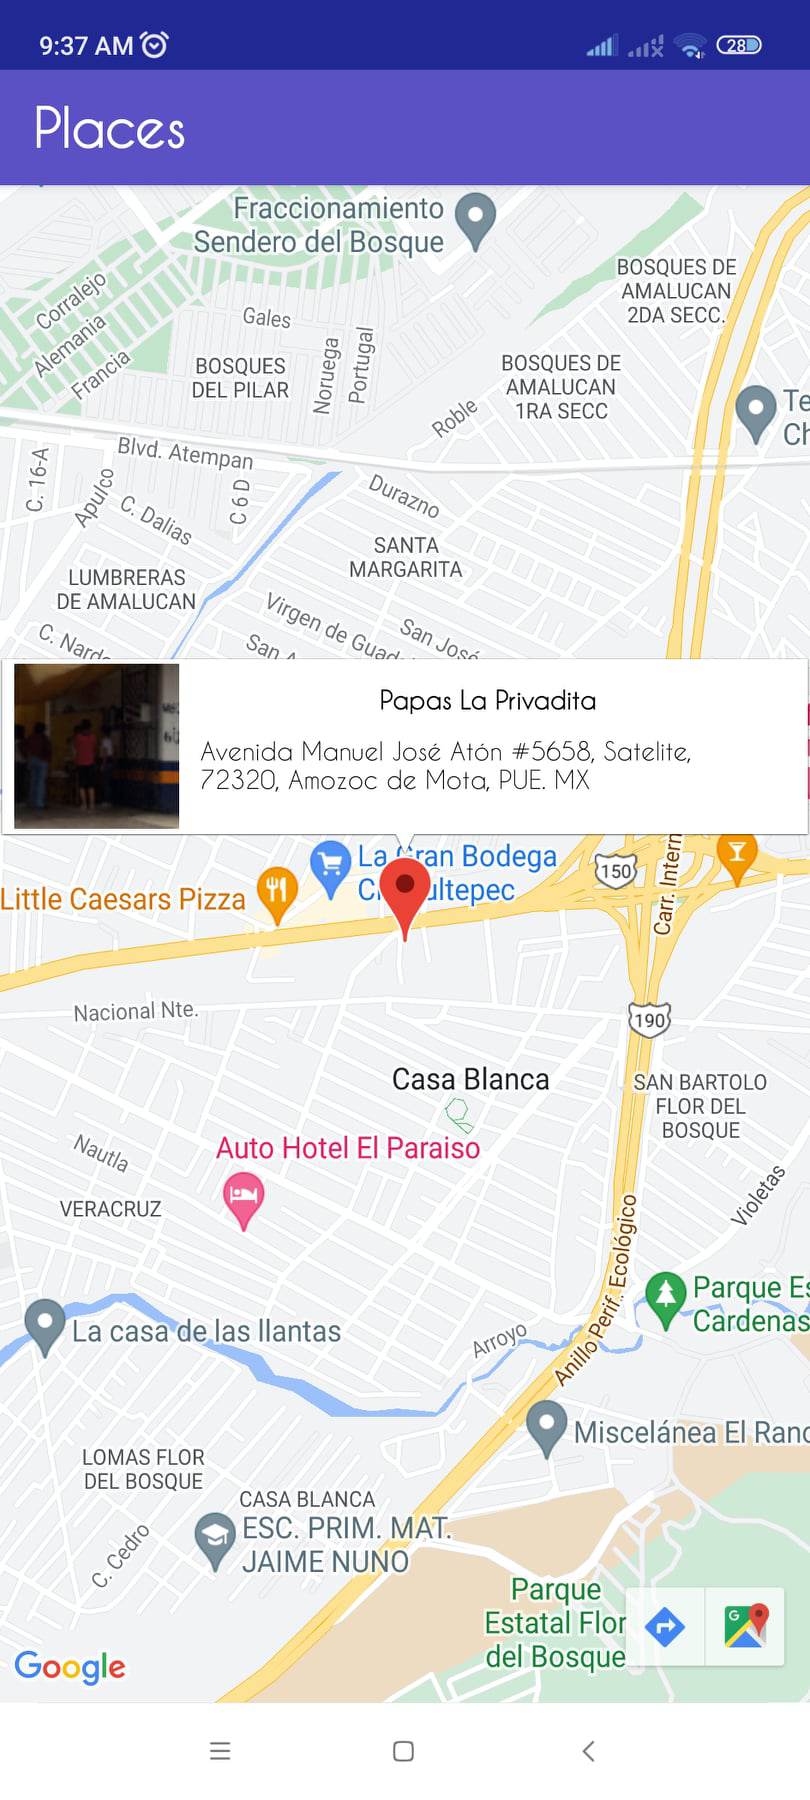 9:37 AM
28
Places
Fraccionamiento
Sendero del Bosque
BOSQUES DE
AMALUCAN
2DA SECC.
Corralejo
Alemania
Francia
Gales
Noruega
Portugal
BOSQUES
DEL PILAR
BOSQUES DE
AMALUCAN
1RA SECC
Roble
Te
Ch
Blvd. Atempan
C. 16-A
Apulco
C. Dalias
C 6 D
Durazno
SANTA
MARGARITA
LUMBRERAS
DE AMALUCAN
Virgen de Guad
San José
C. Nardo
San
Papas La Privadita
Avenida Manuel José Atón #5658, Satelite,
72320, Amozoc de Mota, PUE. MX
La Gran Bodega
Ch ultepec
Little Caesars Pizza
150
Carr. Intern
Nacional Nte.
190
Casa Blanca
SAN BARTOLO
FLOR DEL
BOSQUE
Auto Hotel El Paraiso
Nautla
VERACRUZ
Violetas
Anillo Perif. Ecológico
Parque Es
Cardenas
La casa de las llantas
Arroyo
Miscelánea El Ranc
LOMAS FLOR
DEL BOSQUE
CASA BLANCA
ESC. PRIM. MAT.
JAIME NUNO
C. Cedro
Parque
Estatal Flor
del Bosque
G
Google